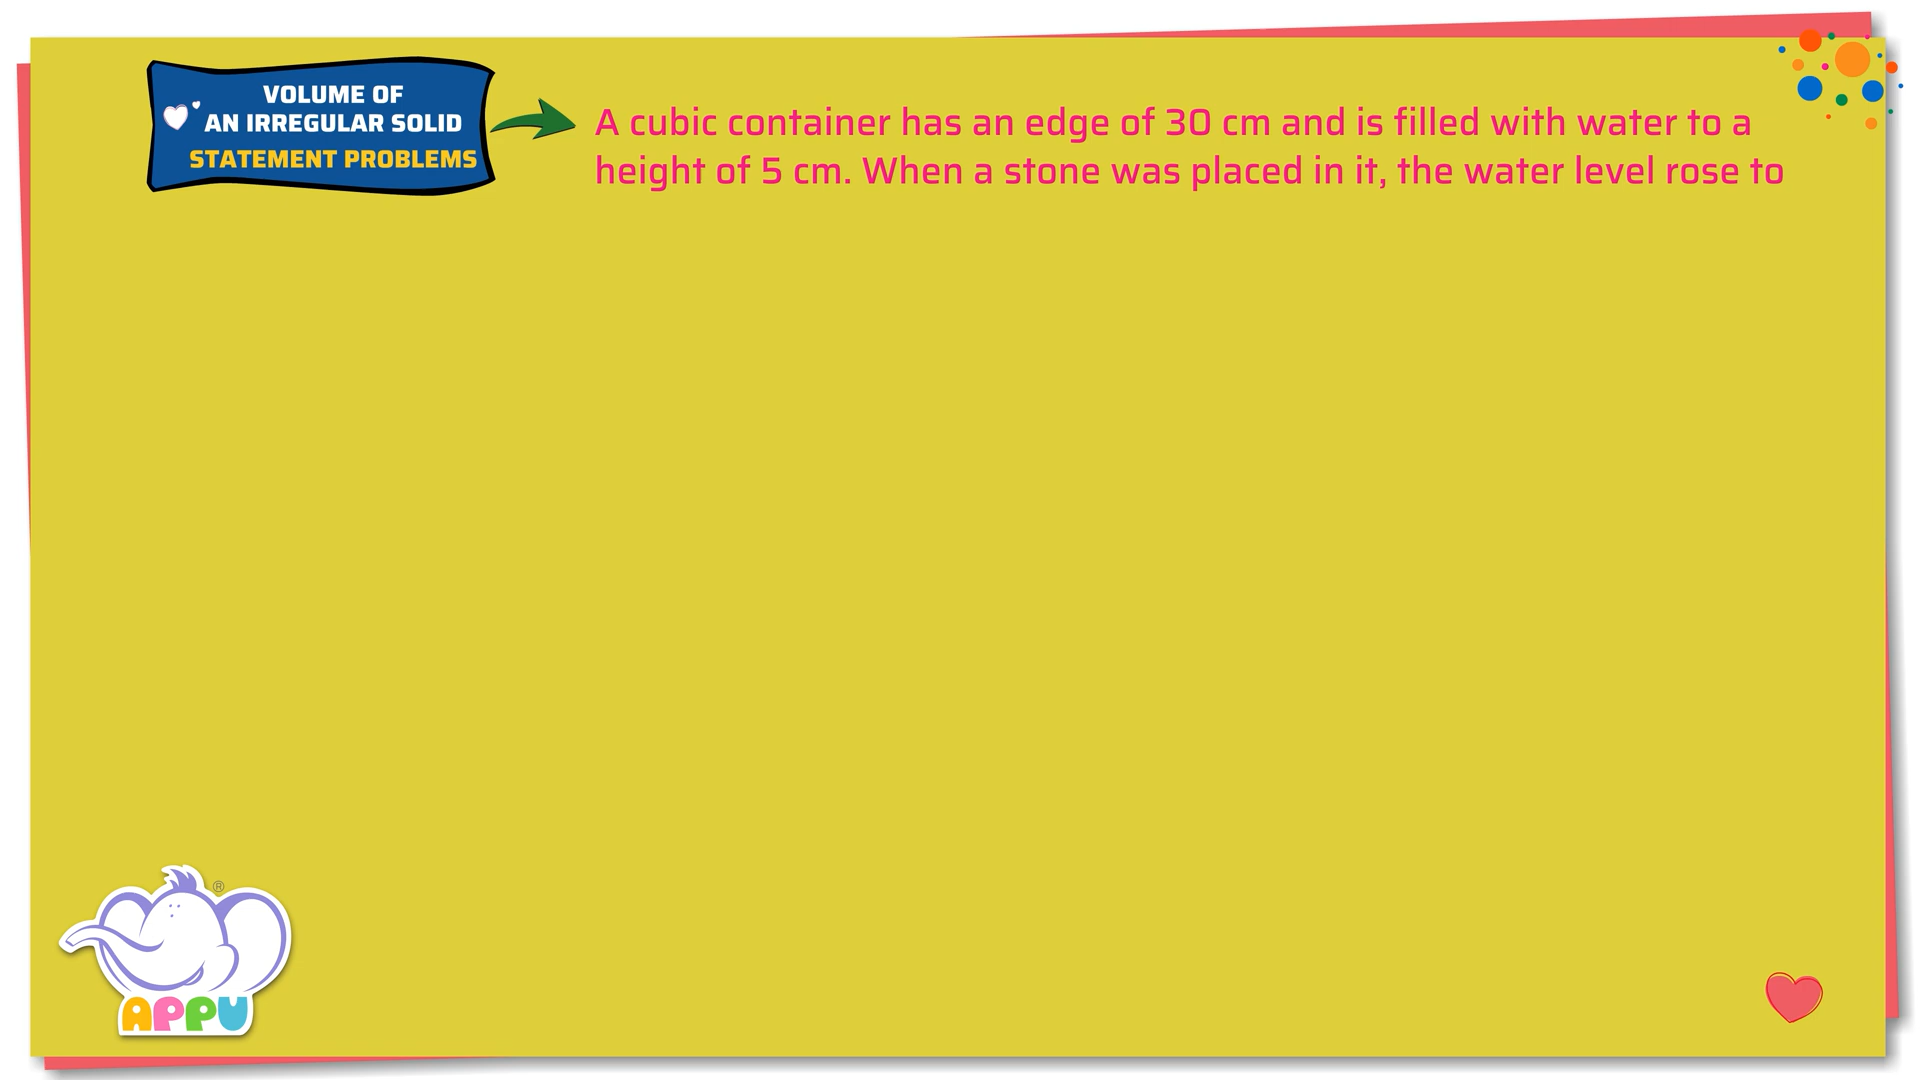 VOLUME OF
AN IRREGULAR SOLID
STATEMENT PROBLEMS
A cubic container has an edge of 30 cm and is filled with water to a
height of 5 cm. When a stone was placed in it, the water level rose to
®
APPU